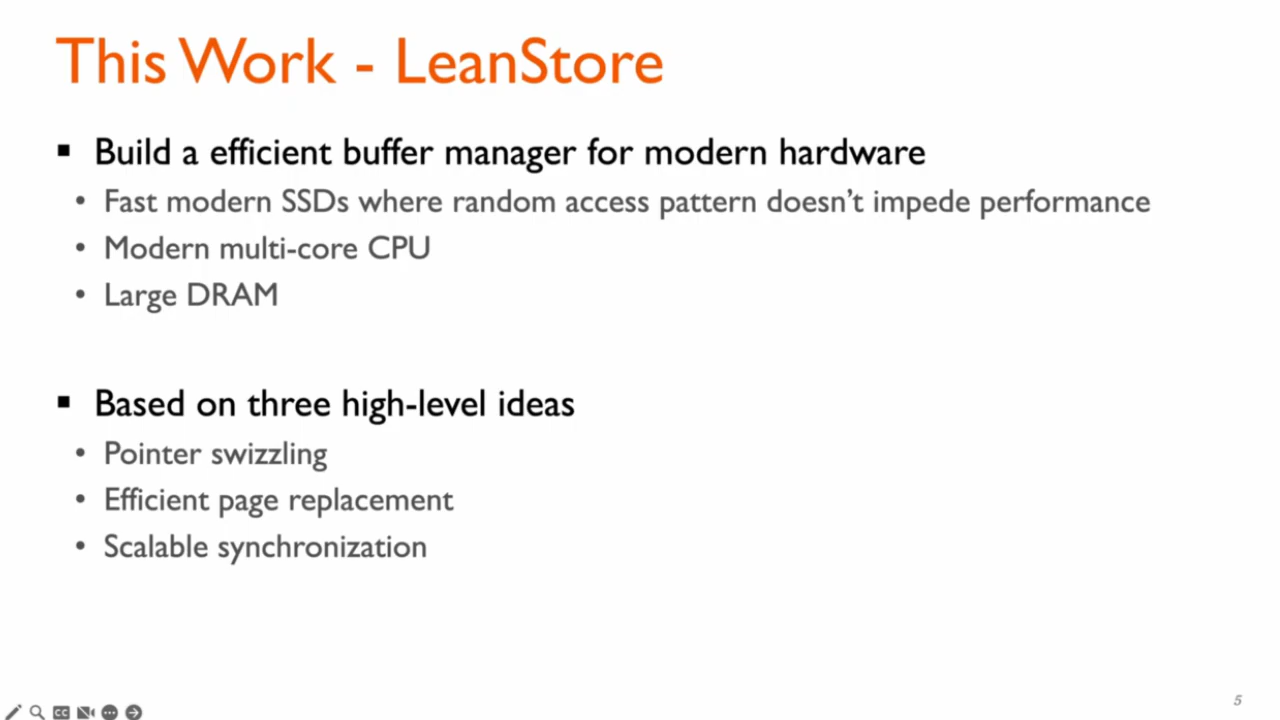 This Work - LeanStore
▪ Build a efficient buffer manager for modern hardware
• Fast modern SSDs where random access pattern doesn't impede performance
• Modern multi-core CPU
• Large DRAM
▪ Based on three high-level ideas
• Pointer swizzling
• Efficient page replacement
• Scalable synchronization
5
CC